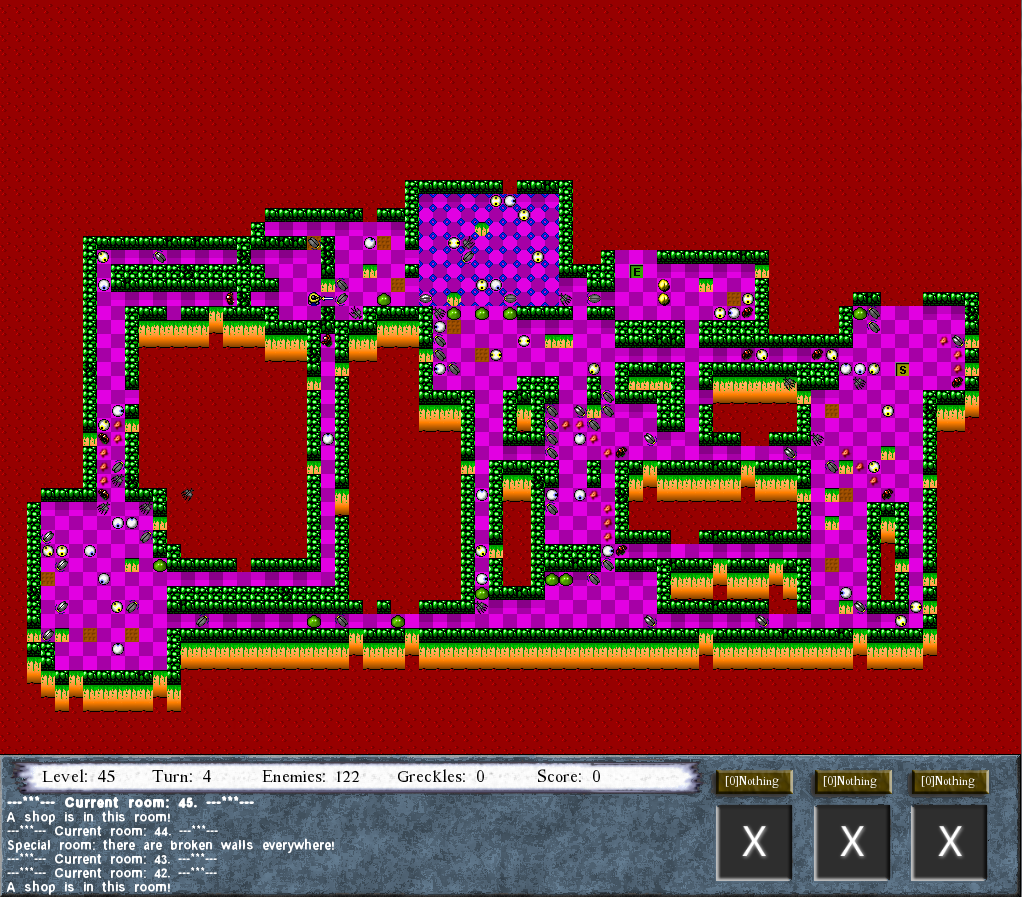 E
S
Level: 45 Turn: 4 Enemies: 122 Greckles: 0 Score: 0
[0]Nothing [0]Nothing [0]Nothing
---***--- Current room: 45. ---***---
A shop is in this room!
---***--- Current room: 44. ---***---
Special room: there are broken walls everywhere!
---***--- Current room: 43. ---***---
---***--- Current room: 42. ---***---
A shop is in this room!
X X X